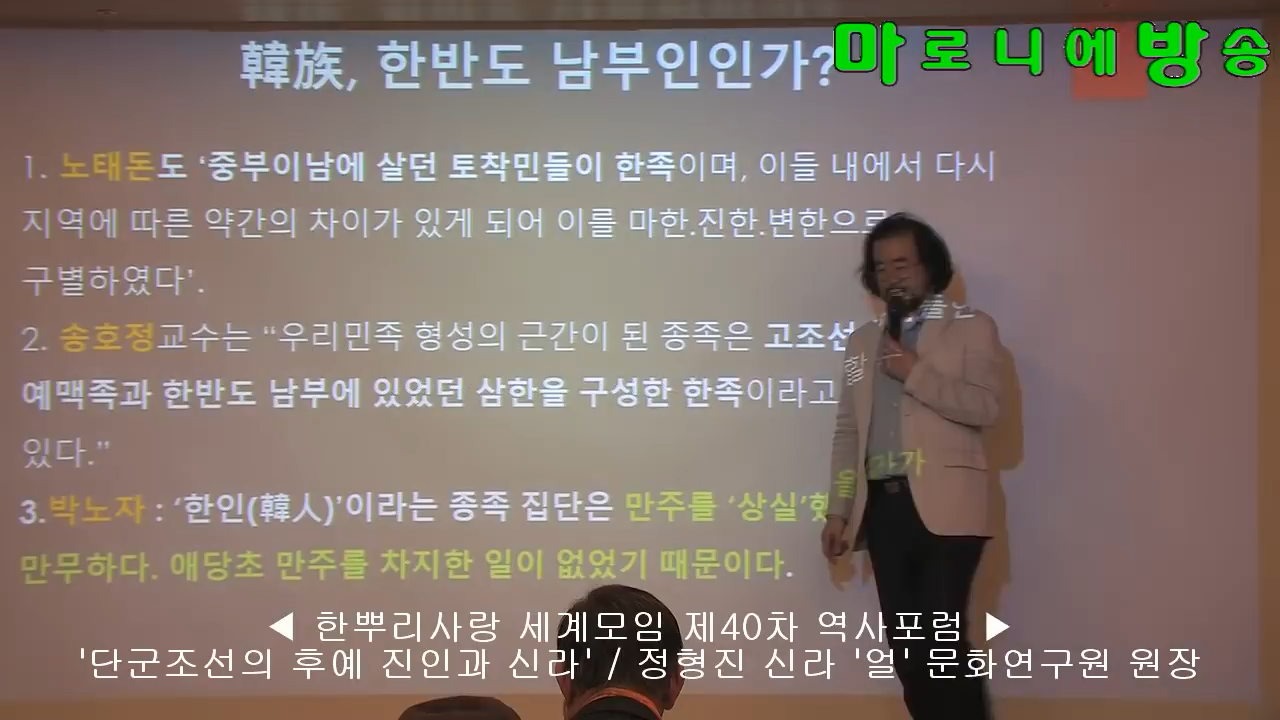 韓族, 한반도 남부인인가?
마로니에방송
1. 노태돈도 ‘중부이남에 살던 토착민들이 한족이며, 이들 내에서 다시
지역에 따른 약간의 차이가 있게 되어 이를 마한.진한.변한으로
구별하였다’.
2. 송호정교수는 “우리민족 형성의 근간이 된 종족은 고조선
예맥족과 한반도 남부에 있었던 삼한을 구성한 한족이라고 할 수
있다.”
3.박노자 : ‘한인(韓人)’이라는 종족 집단은 만주를 ‘상실’했을
만무하다. 애당초 만주를 차지한 일이 없었기 때문이다.
◀ 한뿌리사랑 세계모임 제40차 역사포럼 ▶
'단군조선의 후예 진인과 신라' / 정형진 신라 '얼' 문화연구원 원장